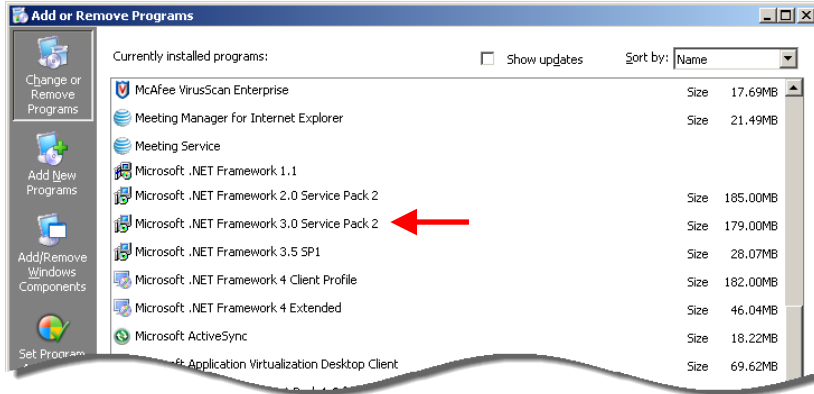 Add or Remove Programs
Change or
Remove
Programs
Add New
Programs
Add/Remove
Windows
Components
Set Program
Currently installed programs:
Show updates
Sort by: Name
McAfee VirusScan Enterprise Size 17.69MB
Meeting Manager for Internet Explorer Size 21.49MB
Meeting Service
Microsoft .NET Framework 1.1
Microsoft .NET Framework 2.0 Service Pack 2 Size 185.00MB
Microsoft .NET Framework 3.0 Service Pack 2 Size 179.00MB
Microsoft .NET Framework 3.5 SP1 Size 28.07MB
Microsoft .NET Framework 4 Client Profile Size 182.00MB
Microsoft .NET Framework 4 Extended Size 46.04MB
Microsoft ActiveSync Size 18.22MB
Application Virtualization Desktop Client Size 69.62MB